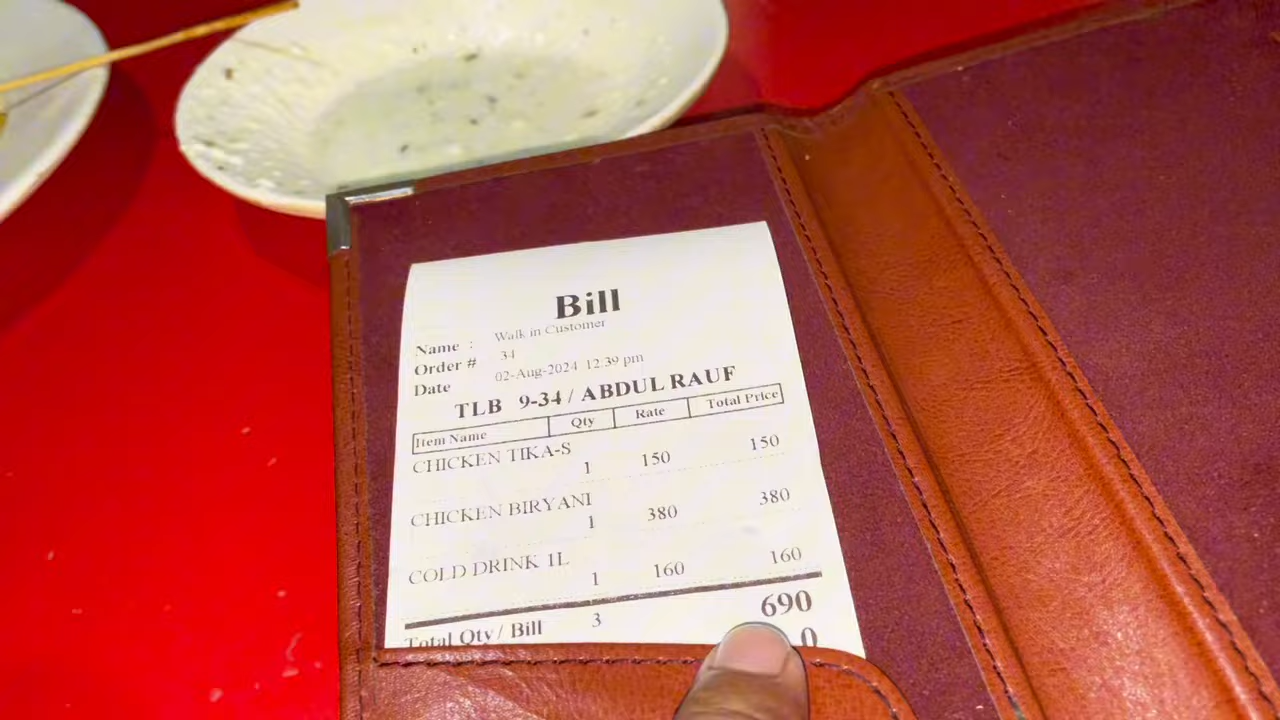 Bill
Name : Walk in Customer
Order # 34
Date 02-Aug-2024 12:39 pm
TLB 9-34 / ABDUL RAUF
Item Name Qty Rate Total Price
CHICKEN TIKA-S
1 150 150
CHICKEN BIRYANI
1 380 380
COLD DRINK 1L
1 160 160
Total Qty / Bill 3 690
0